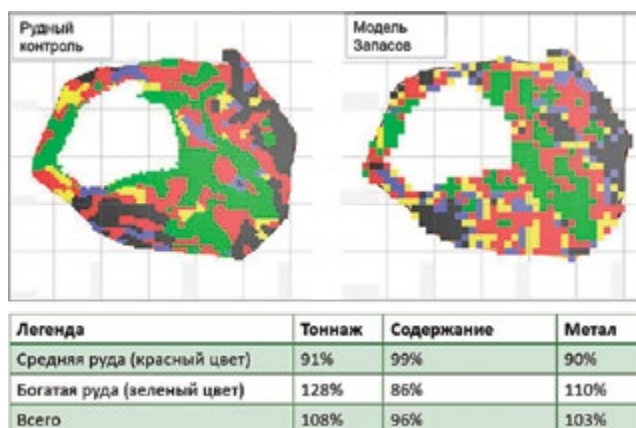 Рудный
контроль
Модель
Запасов
Легенда Тоннаж Содержание Метал
Средняя руда (красный цвет) 91% 99% 90%
Богатая руда (зеленый цвет) 128% 86% 110%
Всего 108% 96% 103%